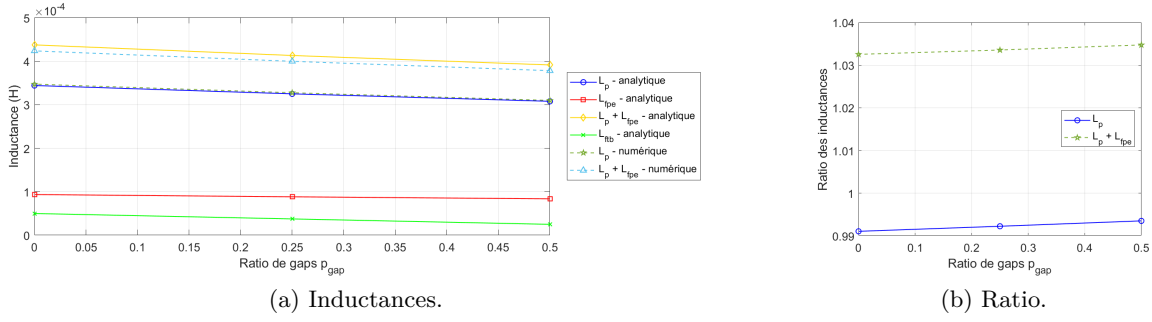 ×10⁻⁴
5
4
3
2
1
0
Inductance (H)
0 0.05 0.1 0.15 0.2 0.25 0.3 0.35 0.4 0.45 0.5
Ratio de gaps p_gap
L_p - analytique
L_fpe - analytique
L_p + L_fpe - analytique
L_ftb - analytique
L_p - numérique
L_p + L_fpe - numérique
(a) Inductances.
1.04
1.03
1.02
1.01
1
0.99
Ratio des inductances
0 0.1 0.2 0.3 0.4 0.5
Ratio de gaps p_gap
L_p
L_p + L_fpe
(b) Ratio.